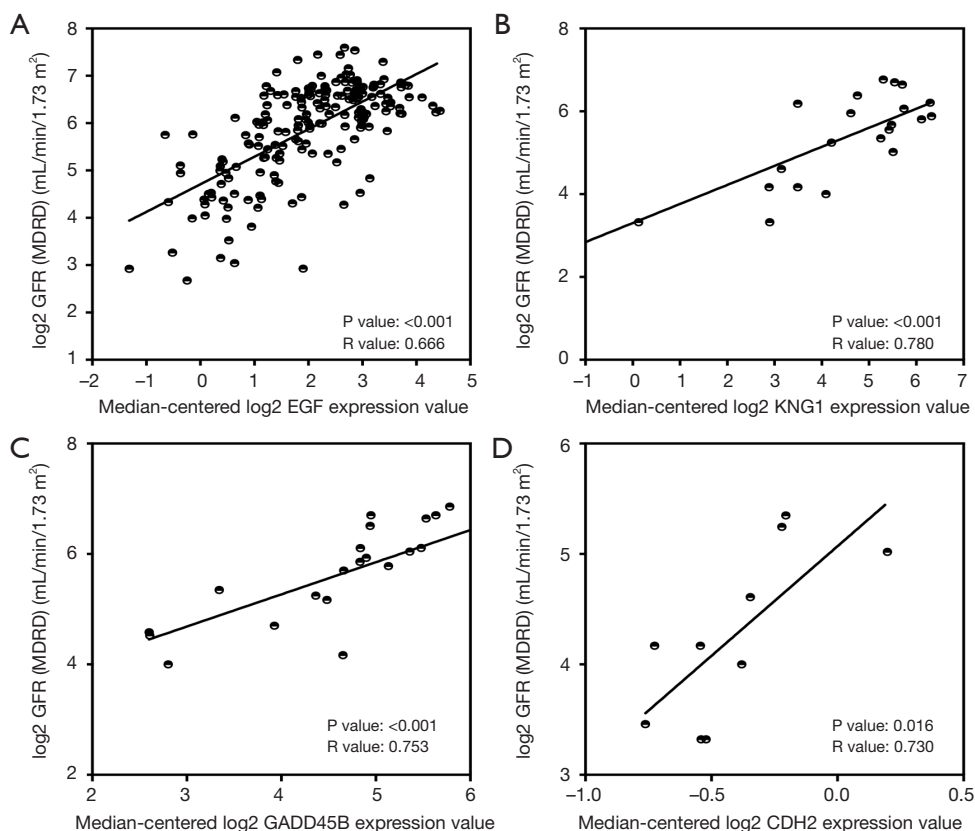 A
log2 GFR (MDRD) (mL/min/1.73 m²)
8
7
6
5
4
3
2
1
P value: <0.001
R value: 0.666
−2 −1 0 1 2 3 4 5
Median-centered log2 EGF expression value
B
log2 GFR (MDRD) (mL/min/1.73 m²)
8
6
4
2
0
P value: <0.001
R value: 0.780
−1 0 1 2 3 4 5 6 7
Median-centered log2 KNG1 expression value
C
log2 GFR (MDRD) (mL/min/1.73 m²)
8
6
4
2
P value: <0.001
R value: 0.753
2 3 4 5 6
Median-centered log2 GADD45B expression value
D
log2 GFR (MDRD) (mL/min/1.73 m²)
6
5
4
3
P value: 0.016
R value: 0.730
−1.0 −0.5 0.0 0.5
Median-centered log2 CDH2 expression value